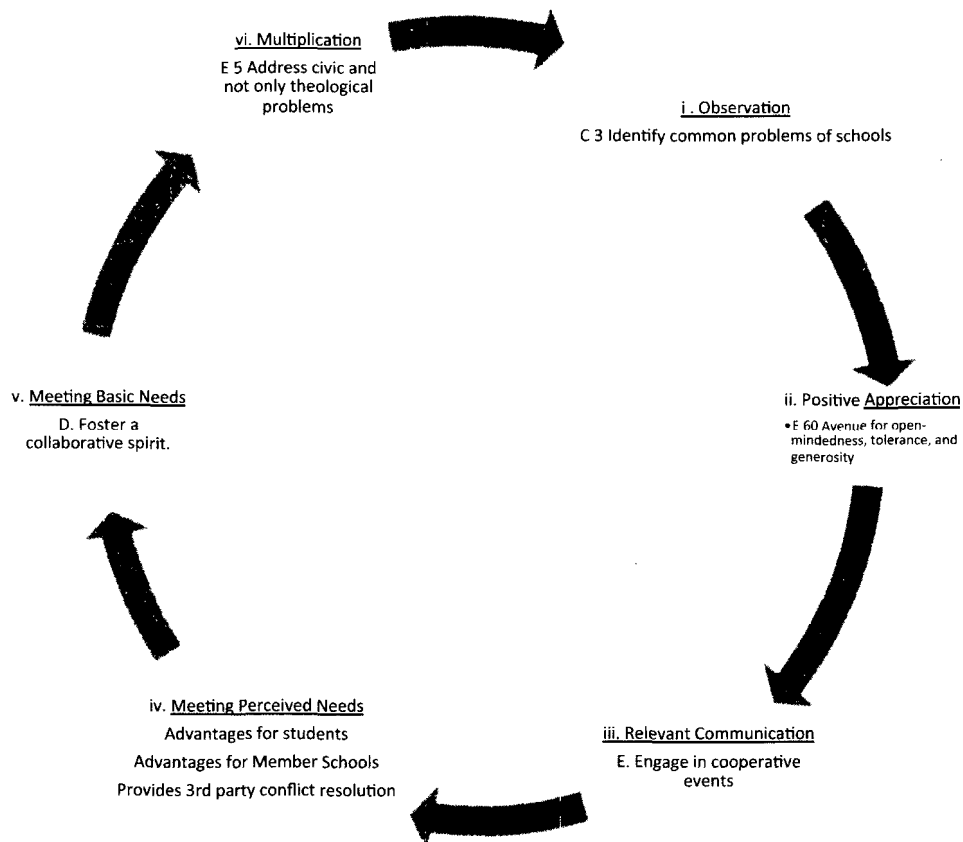 vi. Multiplication
E 5 Address civic and
not only theological
problems
i . Observation
C 3 Identify common problems of schools
ii. Positive Appreciation
•E 60 Avenue for open-
mindedness, tolerance, and
generosity
iii. Relevant Communication
E. Engage in cooperative
events
iv. Meeting Perceived Needs
Advantages for students
Advantages for Member Schools
Provides 3rd party conflict resolution
v. Meeting Basic Needs
D. Foster a
collaborative spirit.